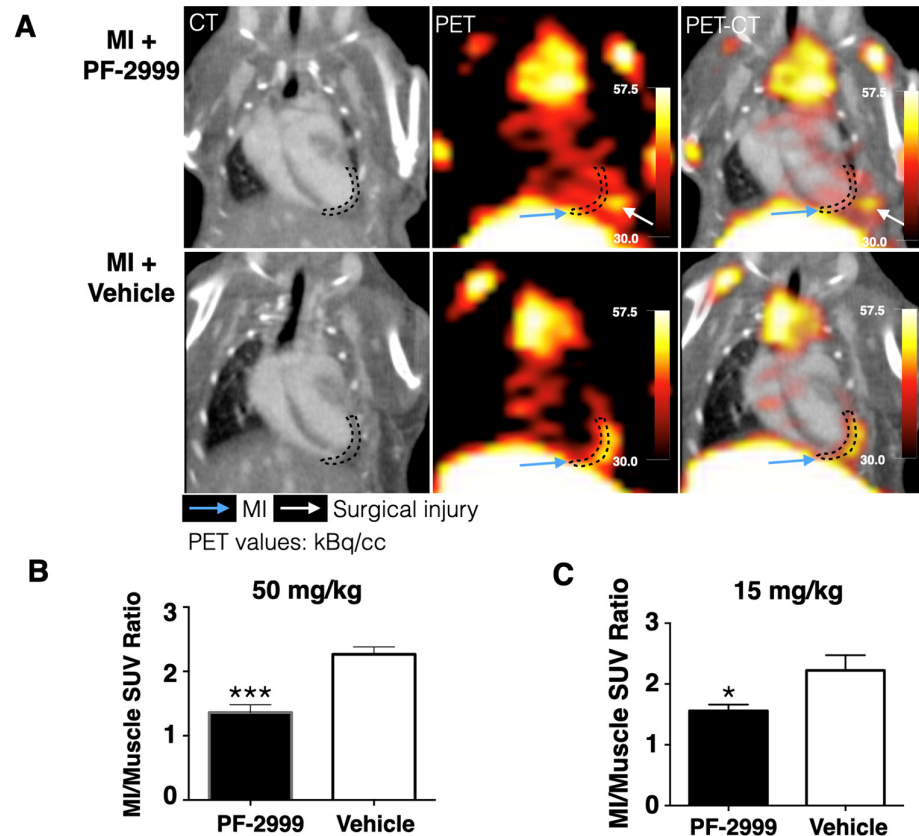 A
MI +
PF-2999
CT
PET
PET-CT
57.5
57.5
30.0
30.0
MI +
Vehicle
57.5
57.5
30.0
30.0
MI
Surgical injury
PET values: kBq/cc
B
50 mg/kg
MI/Muscle SUV Ratio
3
2
1
0
***
PF-2999
Vehicle
C
15 mg/kg
MI/Muscle SUV Ratio
3
2
1
0
*
PF-2999
Vehicle